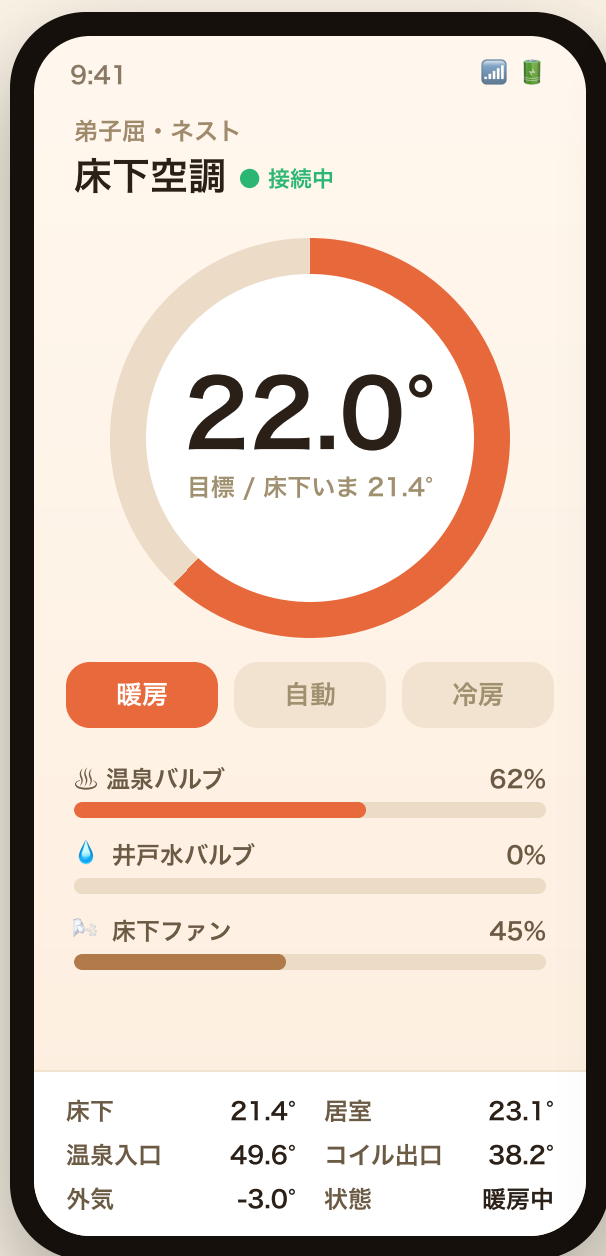 9:41
弟子屈・ネスト
床下空調 接続中
22.0°
目標 / 床下いま 21.4°
暖房 自動 冷房
温泉バルブ 62%
井戸水バルブ 0%
床下ファン 45%
床下 21.4° 居室 23.1°
温泉入口 49.6° コイル出口 38.2°
外気 -3.0° 状態 暖房中